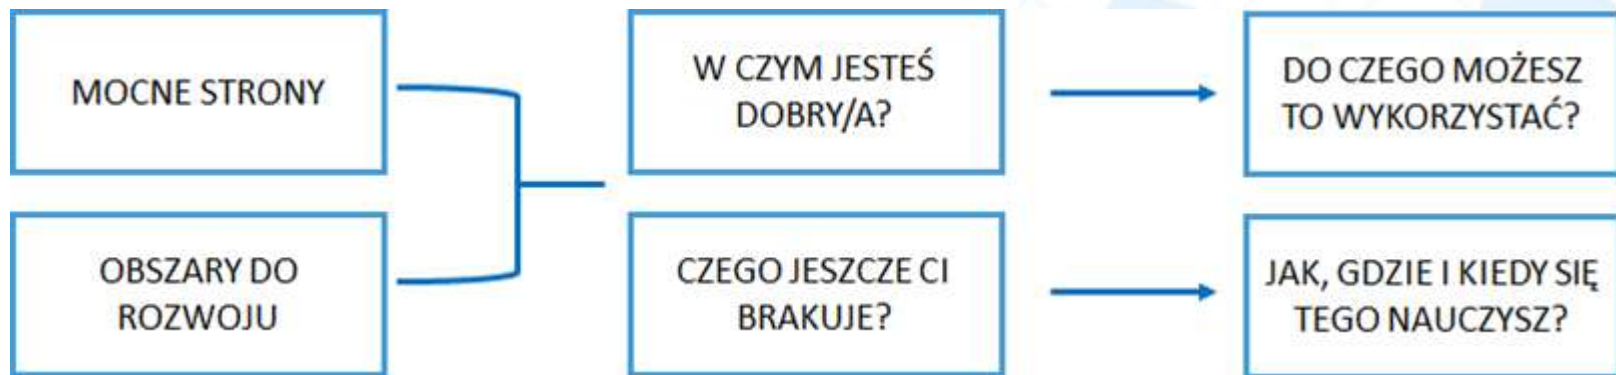 MOCNE STRONY
W CZYM JESTEŚ
DOBRY/A?
DO CZEGO MOŻESZ
TO WYKORZYSTAĆ?
OBSZARY DO
ROZWOJU
CZEGO JESZCZE CI
BRAKUJE?
JAK, GDZIE I KIEDY SIĘ
TEGO NAUCZYSZ?